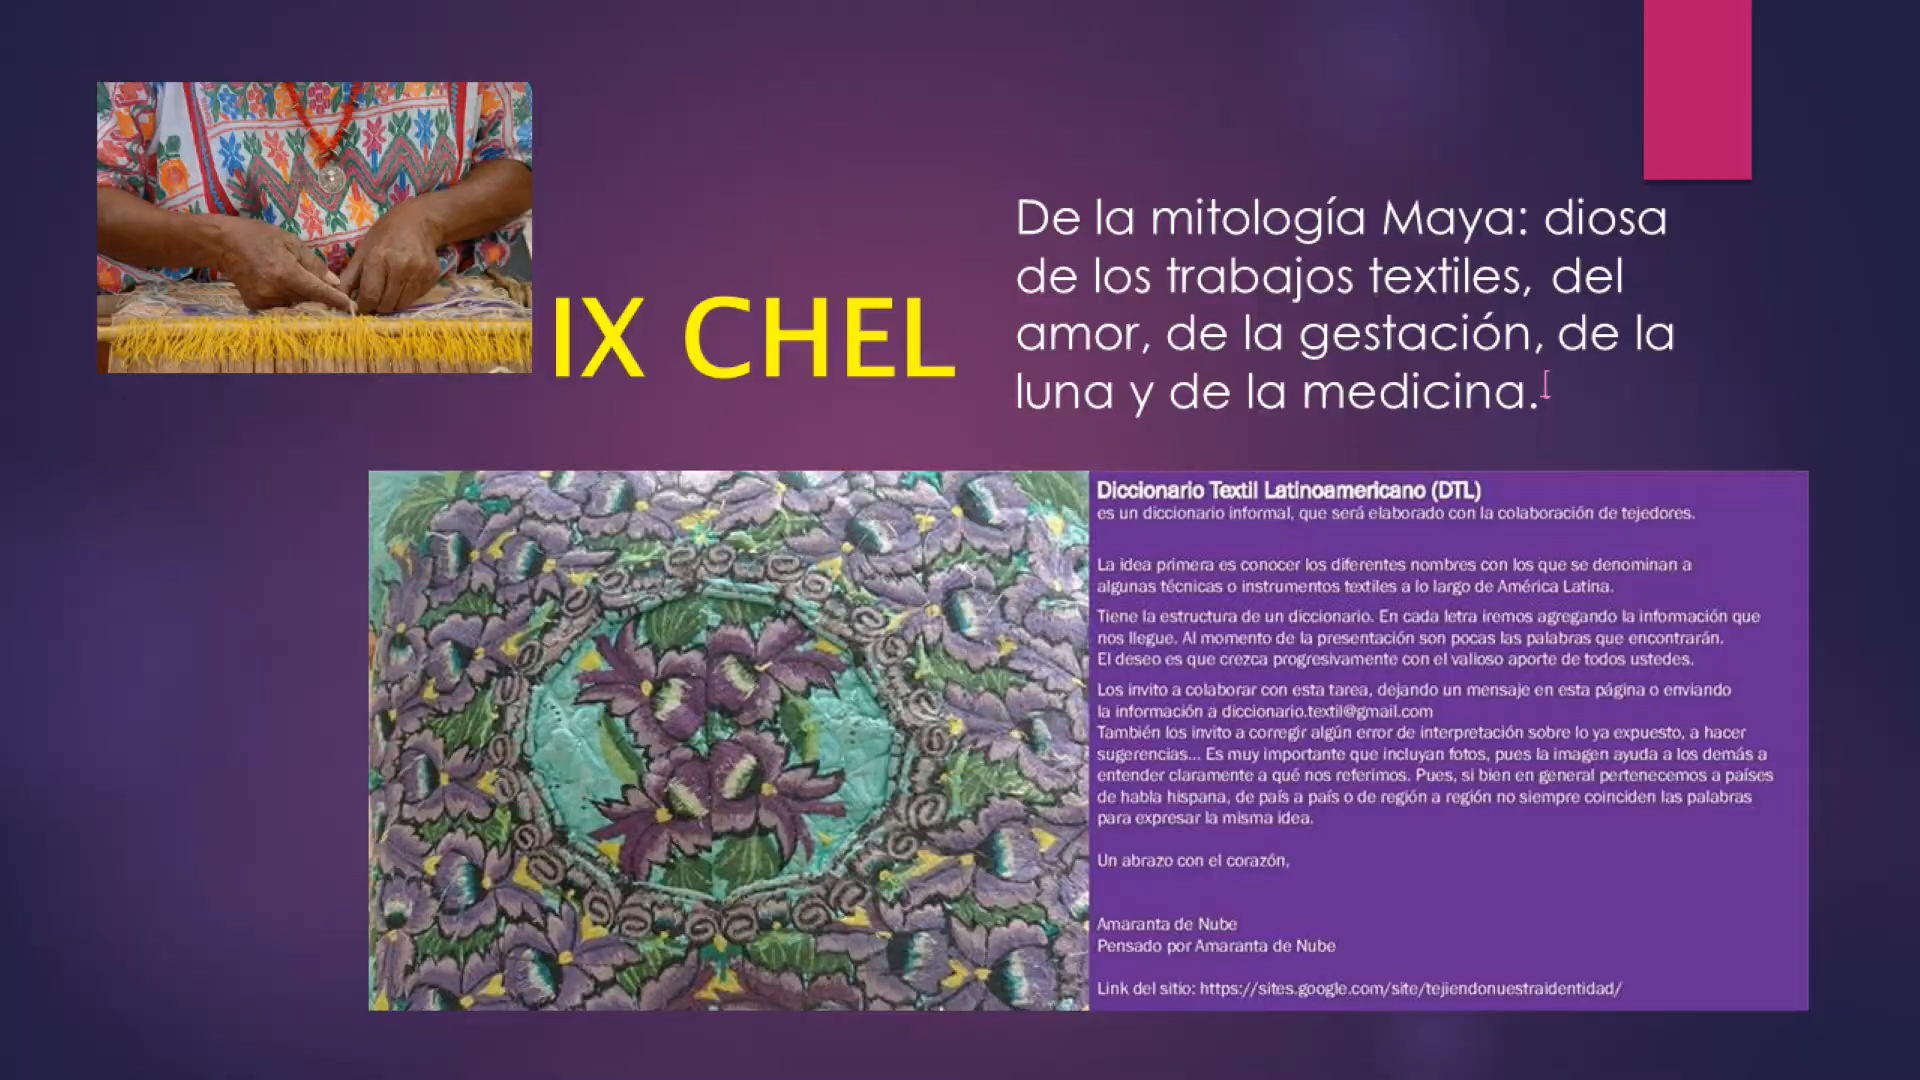 IX CHEL
De la mitología Maya: diosa
de los trabajos textiles, del
amor, de la gestación, de la
luna y de la medicina.[
Diccionario Textil Latinoamericano (DTL)
es un diccionario informal, que será elaborado con la colaboración de tejedores.
La idea primera es conocer los diferentes nombres con los que se denominan a
algunas técnicas o instrumentos textiles a lo largo de América Latina.
Tiene la estructura de un diccionario. En cada letra iremos agregando la información que
nos llegue. Al momento de la presentación son pocas las palabras que encontrarán.
El deseo es que crezca progresivamente con el valioso aporte de todos ustedes.
Los invito a colaborar con esta tarea, dejando un mensaje en esta página o enviando
la información a diccionario.textil@gmail.com
También los invito a corregir algún error de interpretación sobre lo ya expuesto, a hacer
sugerencias... Es muy importante que incluyan fotos, pues la imagen ayuda a los demás a
entender claramente a qué nos referimos. Pues, si bien en general pertenecemos a países
de habla hispana, de país a país o de región a región no siempre coinciden las palabras
para expresar la misma idea.
Un abrazo con el corazón,
Amaranta de Nube
Pensado por Amaranta de Nube
Link del sitio: https://sites.google.com/site/tejiendonuestraidentidad/